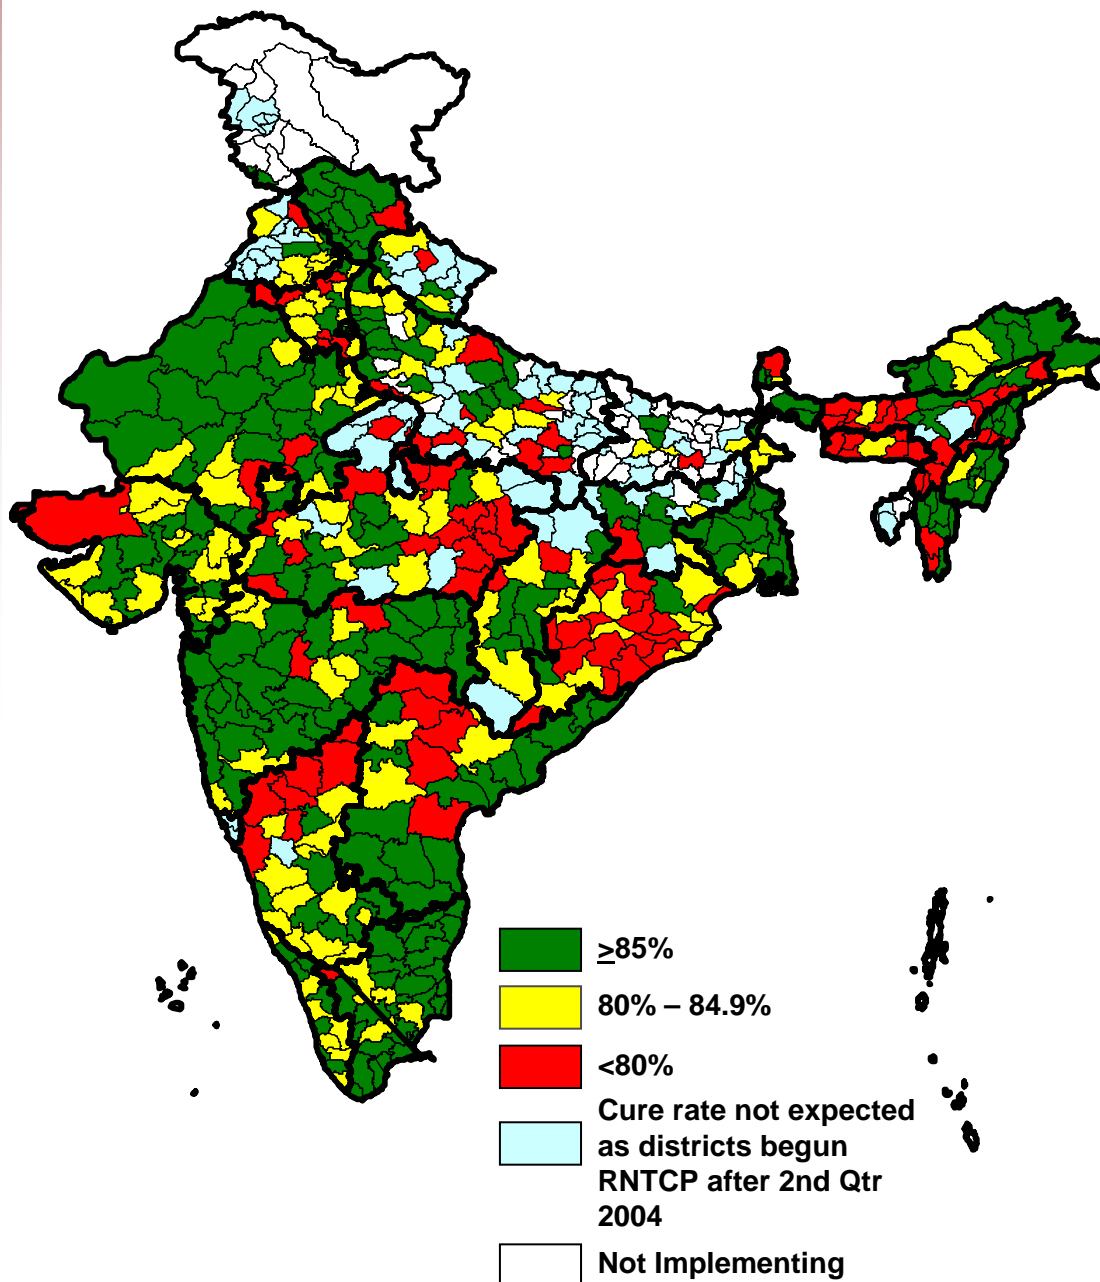 ≥85%
80% – 84.9%
<80%
Cure rate not expected
as districts begun
RNTCP after 2nd Qtr
2004
Not Implementing